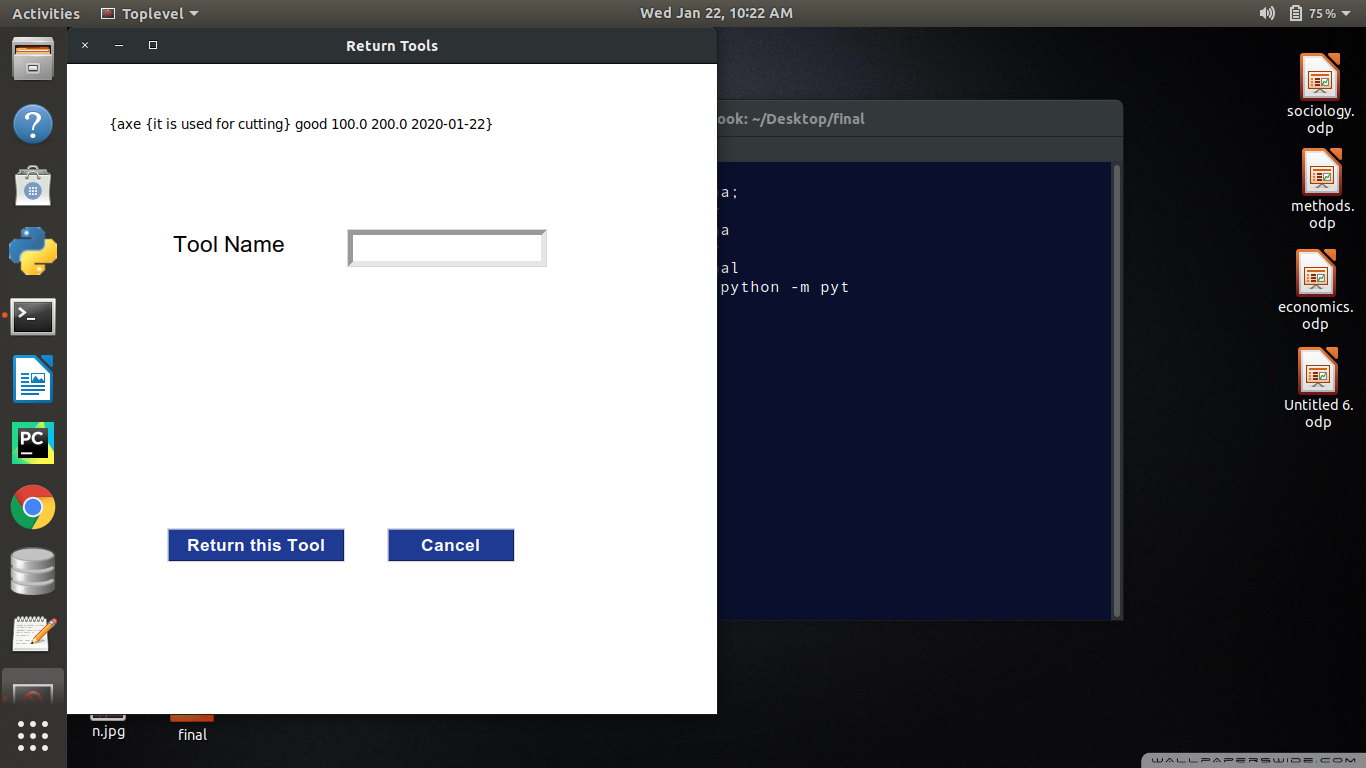 Activities
Toplevel
Wed Jan 22, 10:22 AM
75%
Return Tools
{axe {it is used for cutting} good 100.0 200.0 2020-01-22}
Tool Name
Return this Tool
Cancel
ook: ~/Desktop/final
a;
a
al
python -m pyt
sociology.
odp
methods.
odp
economics.
odp
Untitled 6.
odp
PC
n.jpg
final
WALLPAPERSWIDE.COM